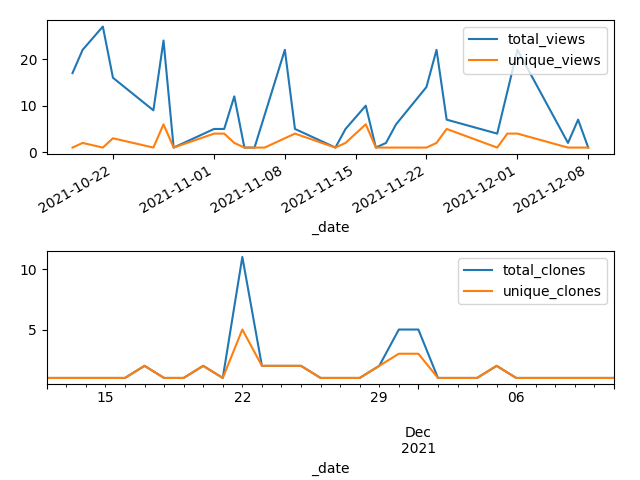 total_views
unique_views
20
10
0
2021-10-22
2021-11-01
2021-11-08
2021-11-15
2021-11-22
2021-12-01
2021-12-08
_date
total_clones
unique_clones
10
5
15
22
29
06
Dec
2021
_date